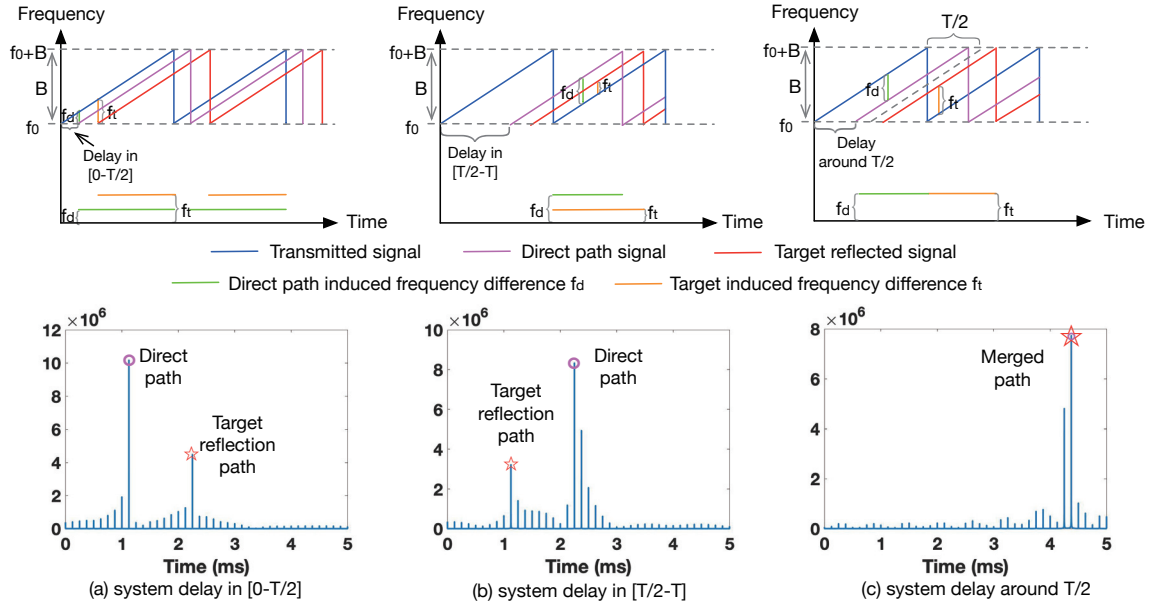 Frequency
f₀+B
B
f₀
fd
ft
Delay in
[0-T/2]
fd
ft
Time
Frequency
f₀+B
B
f₀
fd
ft
Delay in
[T/2-T]
fd
ft
Time
Frequency
T/2
f₀+B
B
f₀
fd
ft
Delay
around T/2
fd
ft
Time
Transmitted signal
Direct path signal
Target reflected signal
Direct path induced frequency difference fd
Target induced frequency difference ft
×10⁶
12
10
8
6
4
2
0
Direct
path
Target
reflection
path
0 1 2 3 4 5
Time (ms)
(a) system delay in [0-T/2]
×10⁶
10
8
6
4
2
0
Target
reflection
path
Direct
path
0 1 2 3 4 5
Time (ms)
(b) system delay in [T/2-T]
×10⁶
8
6
4
2
0
Merged
path
0 1 2 3 4 5
Time (ms)
(c) system delay around T/2